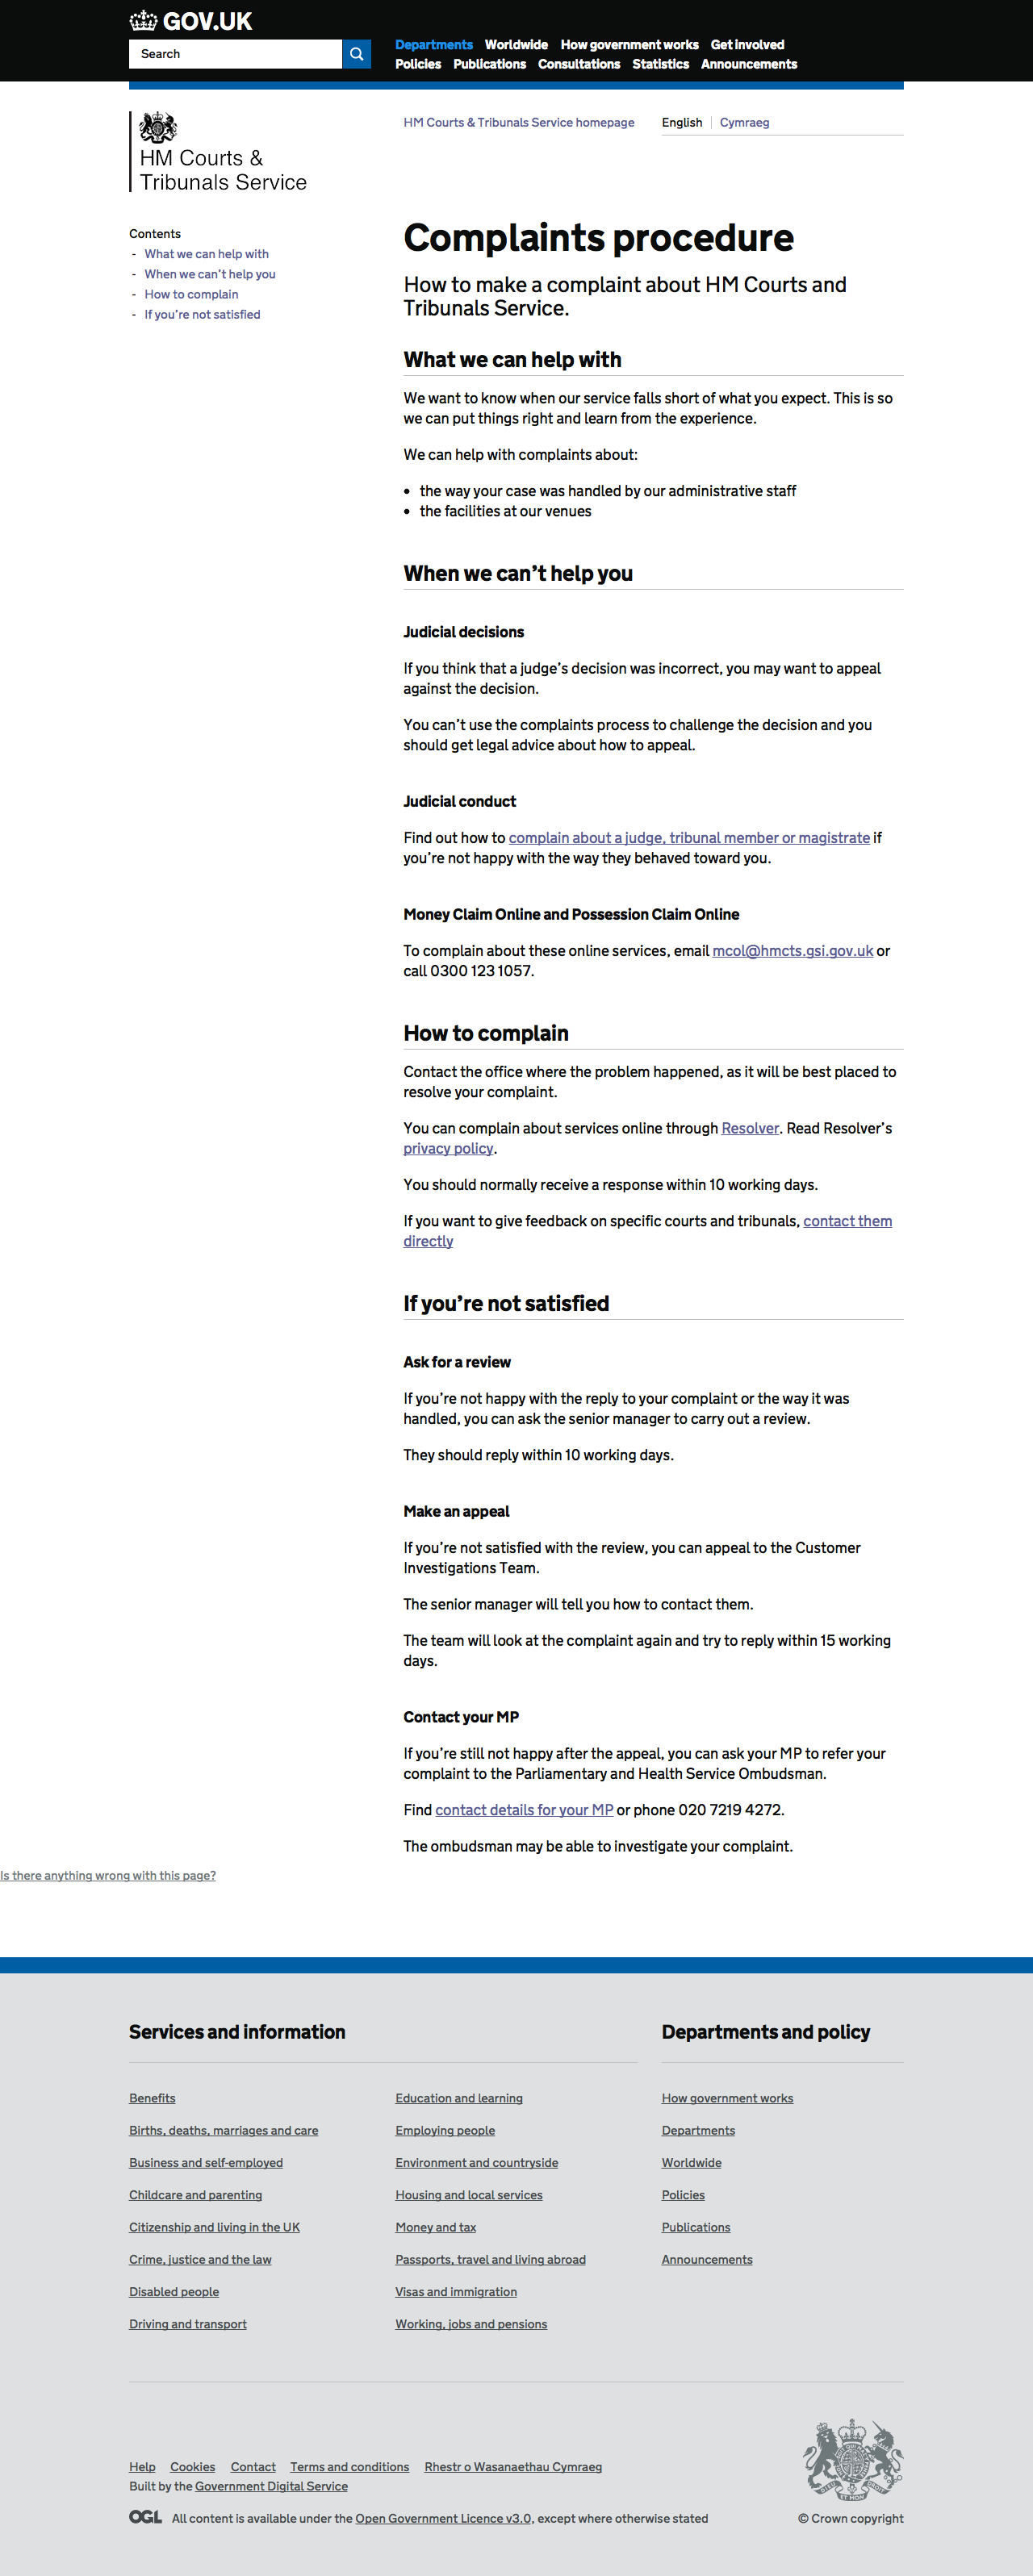 GOV.UK
Search
Departments Worldwide How government works Get involved
Policies Publications Consultations Statistics Announcements
HM Courts &
Tribunals Service
HM Courts & Tribunals Service homepage
English Cymraeg
Contents
- What we can help with
- When we can’t help you
- How to complain
- If you’re not satisfied
Complaints procedure
How to make a complaint about HM Courts and
Tribunals Service.
What we can help with
We want to know when our service falls short of what you expect. This is so
we can put things right and learn from the experience.
We can help with complaints about:
• the way your case was handled by our administrative staff
• the facilities at our venues
When we can’t help you
Judicial decisions
If you think that a judge’s decision was incorrect, you may want to appeal
against the decision.
You can’t use the complaints process to challenge the decision and you
should get legal advice about how to appeal.
Judicial conduct
Find out how to complain about a judge, tribunal member or magistrate if
you’re not happy with the way they behaved toward you.
Money Claim Online and Possession Claim Online
To complain about these online services, email mcol@hmcts.gsi.gov.uk or
call 0300 123 1057.
How to complain
Contact the office where the problem happened, as it will be best placed to
resolve your complaint.
You can complain about services online through Resolver. Read Resolver’s
privacy policy.
You should normally receive a response within 10 working days.
If you want to give feedback on specific courts and tribunals, contact them
directly
If you’re not satisfied
Ask for a review
If you’re not happy with the reply to your complaint or the way it was
handled, you can ask the senior manager to carry out a review.
They should reply within 10 working days.
Make an appeal
If you’re not satisfied with the review, you can appeal to the Customer
Investigations Team.
The senior manager will tell you how to contact them.
The team will look at the complaint again and try to reply within 15 working
days.
Contact your MP
If you’re still not happy after the appeal, you can ask your MP to refer your
complaint to the Parliamentary and Health Service Ombudsman.
Find contact details for your MP or phone 020 7219 4272.
The ombudsman may be able to investigate your complaint.
Is there anything wrong with this page?
Services and information
Benefits
Births, deaths, marriages and care
Business and self-employed
Childcare and parenting
Citizenship and living in the UK
Crime, justice and the law
Disabled people
Driving and transport
Education and learning
Employing people
Environment and countryside
Housing and local services
Money and tax
Passports, travel and living abroad
Visas and immigration
Working, jobs and pensions
Departments and policy
How government works
Departments
Worldwide
Policies
Publications
Announcements
Help Cookies Contact Terms and conditions Rhestr o Wasanaethau Cymraeg
Built by the Government Digital Service
OGL All content is available under the Open Government Licence v3.0, except where otherwise stated
© Crown copyright